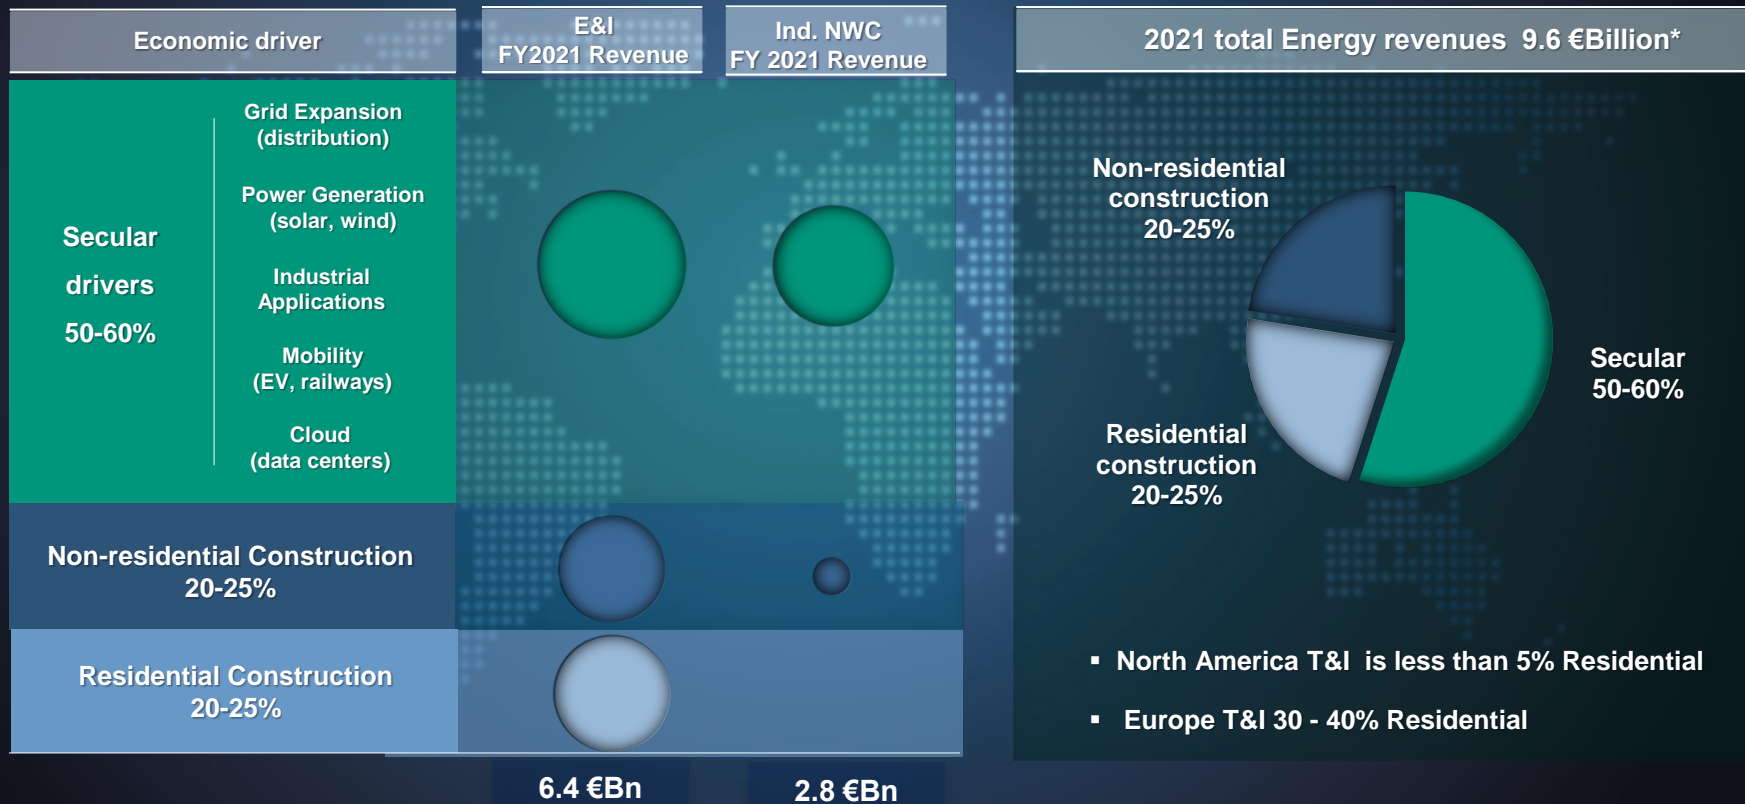 Economic driver
E&I
FY2021 Revenue
Ind. NWC
FY 2021 Revenue
2021 total Energy revenues 9.6 €Billion*
Secular
drivers
50-60%
Grid Expansion
(distribution)
Power Generation
(solar, wind)
Industrial
Applications
Mobility
(EV, railways)
Cloud
(data centers)
Non-residential Construction
20-25%
Residential Construction
20-25%
6.4 €Bn
2.8 €Bn
Non-residential
construction
20-25%
Secular
50-60%
Residential
construction
20-25%
▪ North America T&I is less than 5% Residential
▪ Europe T&I 30 - 40% Residential